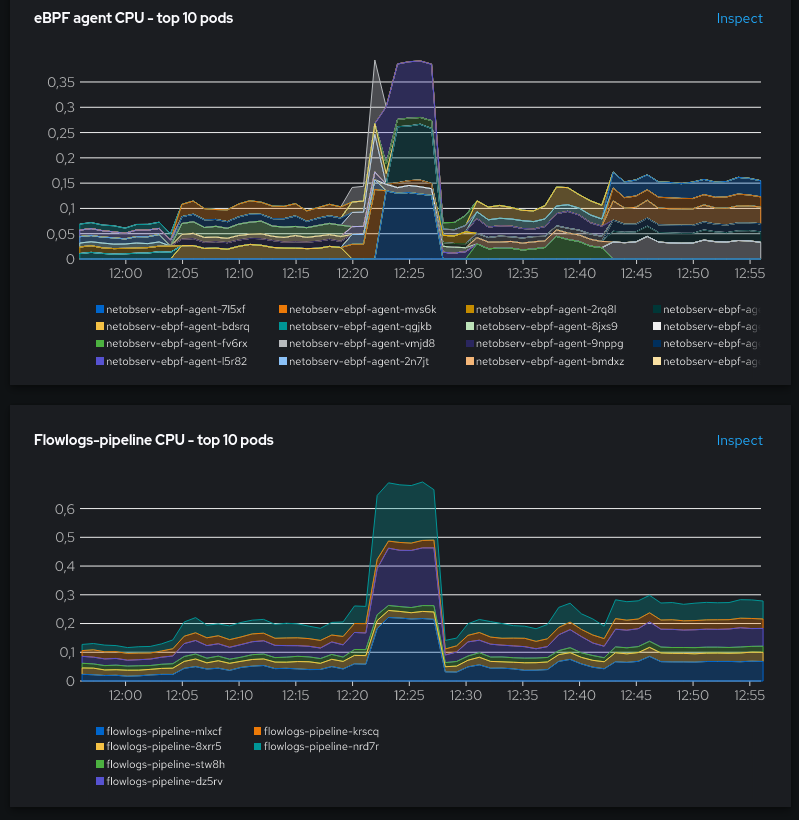 eBPF agent CPU - top 10 pods Inspect
0,35
0,3
0,25
0,2
0,15
0,1
0,05
0
12:00 12:05 12:10 12:15 12:20 12:25 12:30 12:35 12:40 12:45 12:50 12:55
netobserv-ebpf-agent-7l5xf netobserv-ebpf-agent-mvs6k netobserv-ebpf-agent-2rq8l netobserv-ebpf-ag
netobserv-ebpf-agent-bdsrq netobserv-ebpf-agent-qgjkb netobserv-ebpf-agent-8jxs9 netobserv-ebpf-ag
netobserv-ebpf-agent-fv6rx netobserv-ebpf-agent-vmjd8 netobserv-ebpf-agent-9nppg netobserv-ebpf-ag
netobserv-ebpf-agent-l5r82 netobserv-ebpf-agent-2n7jt netobserv-ebpf-agent-bmdxz netobserv-ebpf-ag
Flowlogs-pipeline CPU - top 10 pods Inspect
0,6
0,5
0,4
0,3
0,2
0,1
0
12:00 12:05 12:10 12:15 12:20 12:25 12:30 12:35 12:40 12:45 12:50 12:55
flowlogs-pipeline-mlxcf flowlogs-pipeline-krscq
flowlogs-pipeline-8xrr5 flowlogs-pipeline-nrd7r
flowlogs-pipeline-stw8h
flowlogs-pipeline-dz5rv